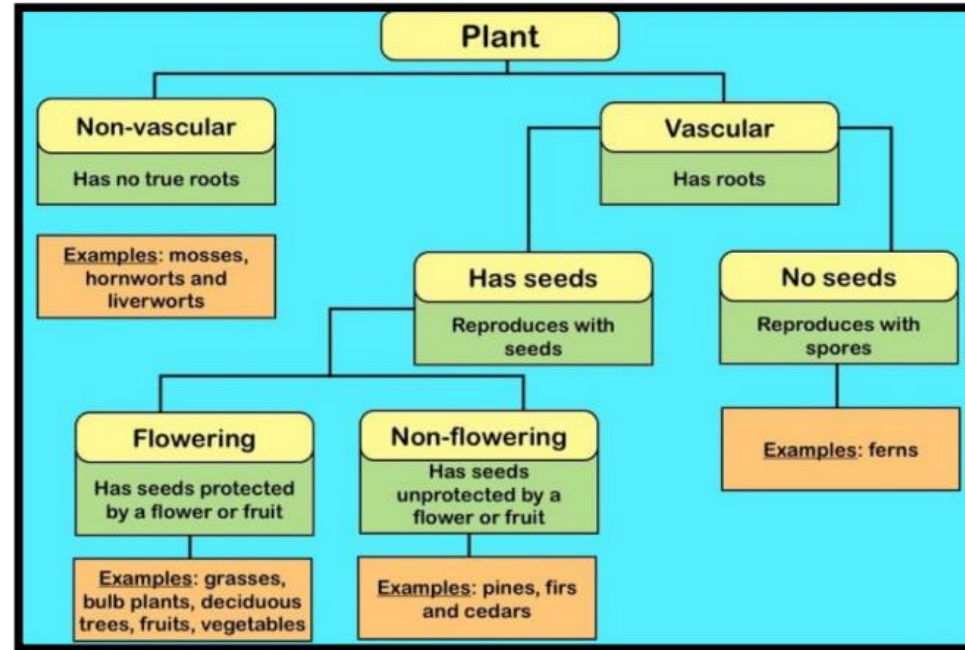 Plant
Non-vascular
Has no true roots
Examples: mosses,
hornworts and
liverworts
Vascular
Has roots
Has seeds
Reproduces with
seeds
No seeds
Reproduces with
spores
Examples: ferns
Flowering
Has seeds protected
by a flower or fruit
Examples: grasses,
bulb plants, deciduous
trees, fruits, vegetables
Non-flowering
Has seeds
unprotected by a
flower or fruit
Examples: pines, firs
and cedars